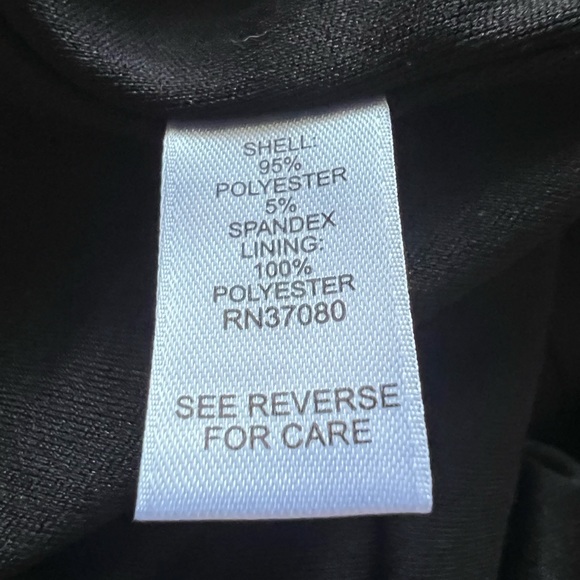 SHELL:
95%
POLYESTER
5%
SPANDEX
LINING:
100%
POLYESTER
RN37080
SEE REVERSE
FOR CARE